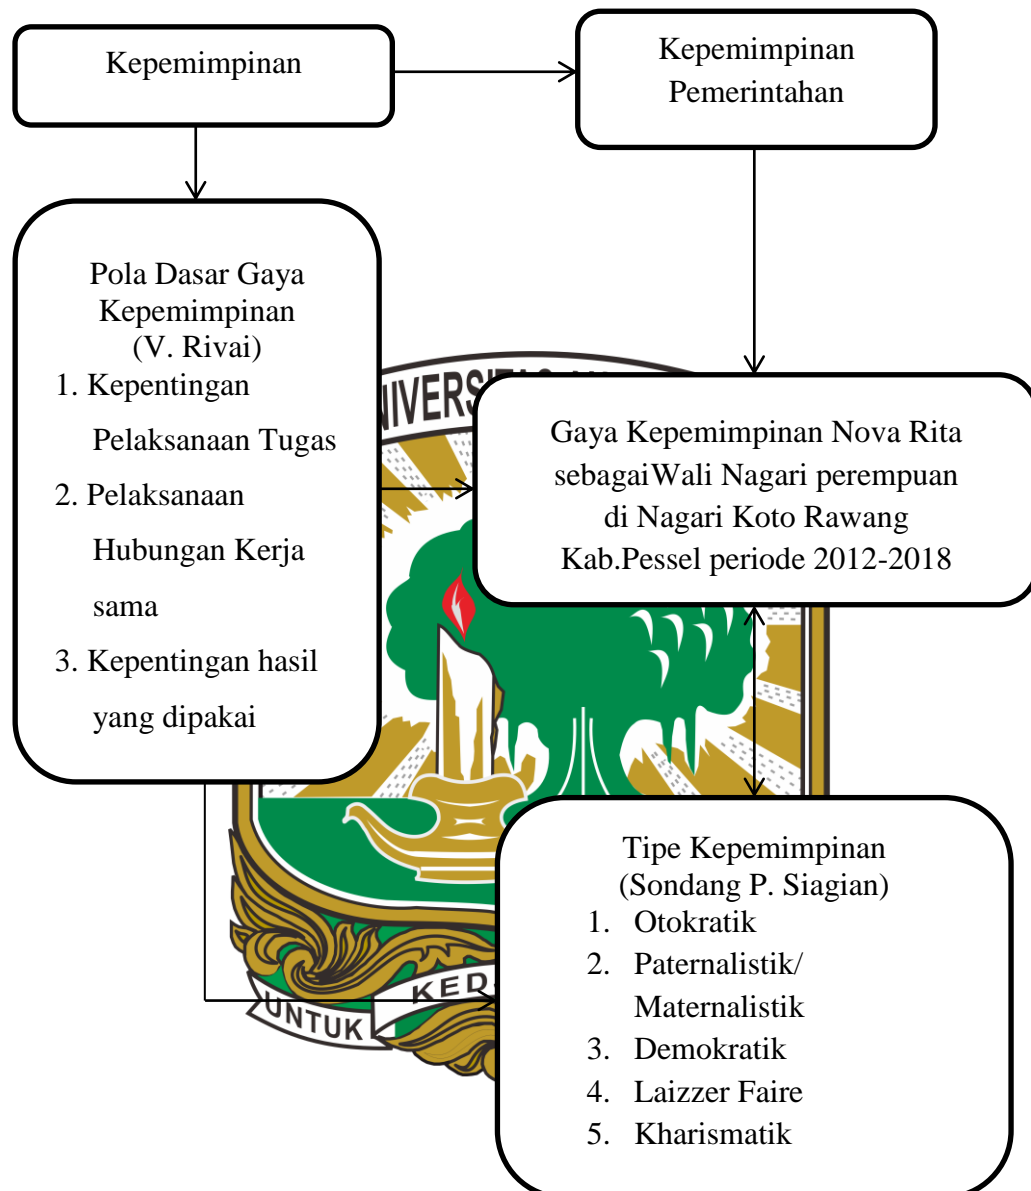 Kepemimpinan
Kepemimpinan
Pemerintahan
Pola Dasar Gaya
Kepemimpinan
(V. Rivai)
1. Kepentingan
Pelaksanaan Tugas
2. Pelaksanaan
Hubungan Kerja
sama
3. Kepentingan hasil
yang dipakai
Gaya Kepemimpinan Nova Rita
sebagaiWali Nagari perempuan
di Nagari Koto Rawang
Kab.Pessel periode 2012-2018
Tipe Kepemimpinan
(Sondang P. Siagian)
1. Otokratik
2. Paternalistik/
Maternalistik
3. Demokratik
4. Laizzer Faire
5. Kharismatik
UNTUK